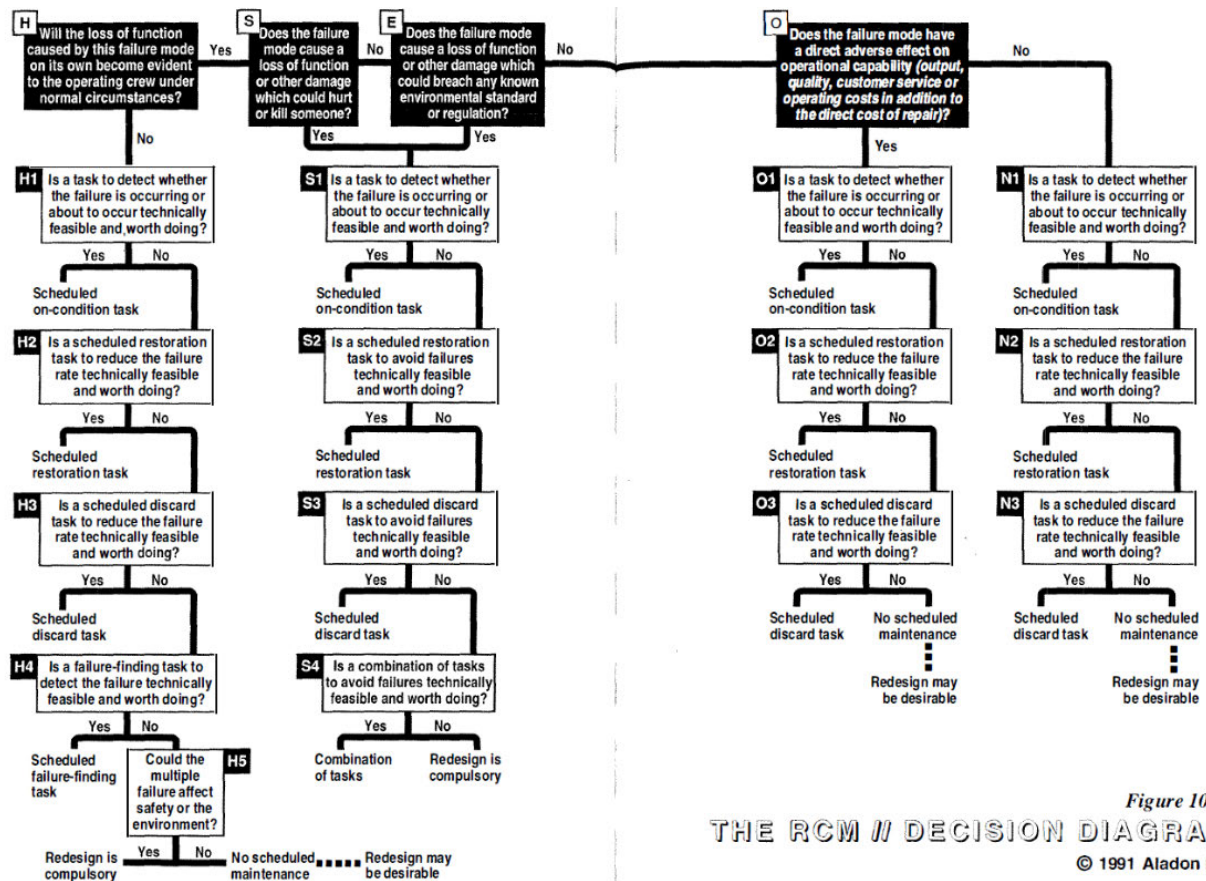 H
Will the loss of function
caused by this failure mode
on its own become evident
to the operating crew under
normal circumstances?
Yes
S
Does the failure
mode cause a
loss of function
or other damage
which could hurt
or kill someone?
No
E
Does the failure mode
cause a loss of function
or other damage which
could breach any known
environmental standard
or regulation?
No
O
Does the failure mode have
a direct adverse effect on
operational capability (output,
quality, customer service or
operating costs in addition to
the direct cost of repair)?
No
No
Yes
Yes
Yes
H1
Is a task to detect whether
the failure is occurring or
about to occur technically
feasible and worth doing?
Yes
No
Scheduled
on-condition task
H2
Is a scheduled restoration
task to reduce the failure
rate technically feasible
and worth doing?
Yes
No
Scheduled
restoration task
H3
Is a scheduled discard
task to reduce the failure
rate technically feasible
and worth doing?
Yes
No
Scheduled
discard task
H4
Is a failure-finding task to
detect the failure technically
feasible and worth doing?
Yes
No
Scheduled
failure-finding
task
Could the
multiple
failure affect
safety or the
environment?
H5
Redesign is
compulsory
Yes
No
No scheduled
maintenance
Redesign may
be desirable
S1
Is a task to detect whether
the failure is occurring or
about to occur technically
feasible and worth doing?
Yes
No
Scheduled
on-condition task
S2
Is a scheduled restoration
task to avoid failures
technically feasible
and worth doing?
Yes
No
Scheduled
restoration task
S3
Is a scheduled discard
task to avoid failures
technically feasible
and worth doing?
Yes
No
Scheduled
discard task
S4
Is a combination of tasks
to avoid failures technically
feasible and worth doing?
Yes
No
Combination
of tasks
Redesign is
compulsory
O1
Is a task to detect whether
the failure is occurring or
about to occur technically
feasible and worth doing?
Yes
No
Scheduled
on-condition task
O2
Is a scheduled restoration
task to reduce the failure
rate technically feasible
and worth doing?
Yes
No
Scheduled
restoration task
O3
Is a scheduled discard
task to reduce the failure
rate technically feasible
and worth doing?
Yes
No
Scheduled
discard task
No scheduled
maintenance
Redesign may
be desirable
N1
Is a task to detect whether
the failure is occurring or
about to occur technically
feasible and worth doing?
Yes
No
Scheduled
on-condition task
N2
Is a scheduled restoration
task to reduce the failure
rate technically feasible
and worth doing?
Yes
No
Scheduled
restoration task
N3
Is a scheduled discard
task to reduce the failure
rate technically feasible
and worth doing?
Yes
No
Scheduled
discard task
No scheduled
maintenance
Redesign may
be desirable
Figure 10
THE RCM II DECISION DIAGRA
© 1991 Aladon